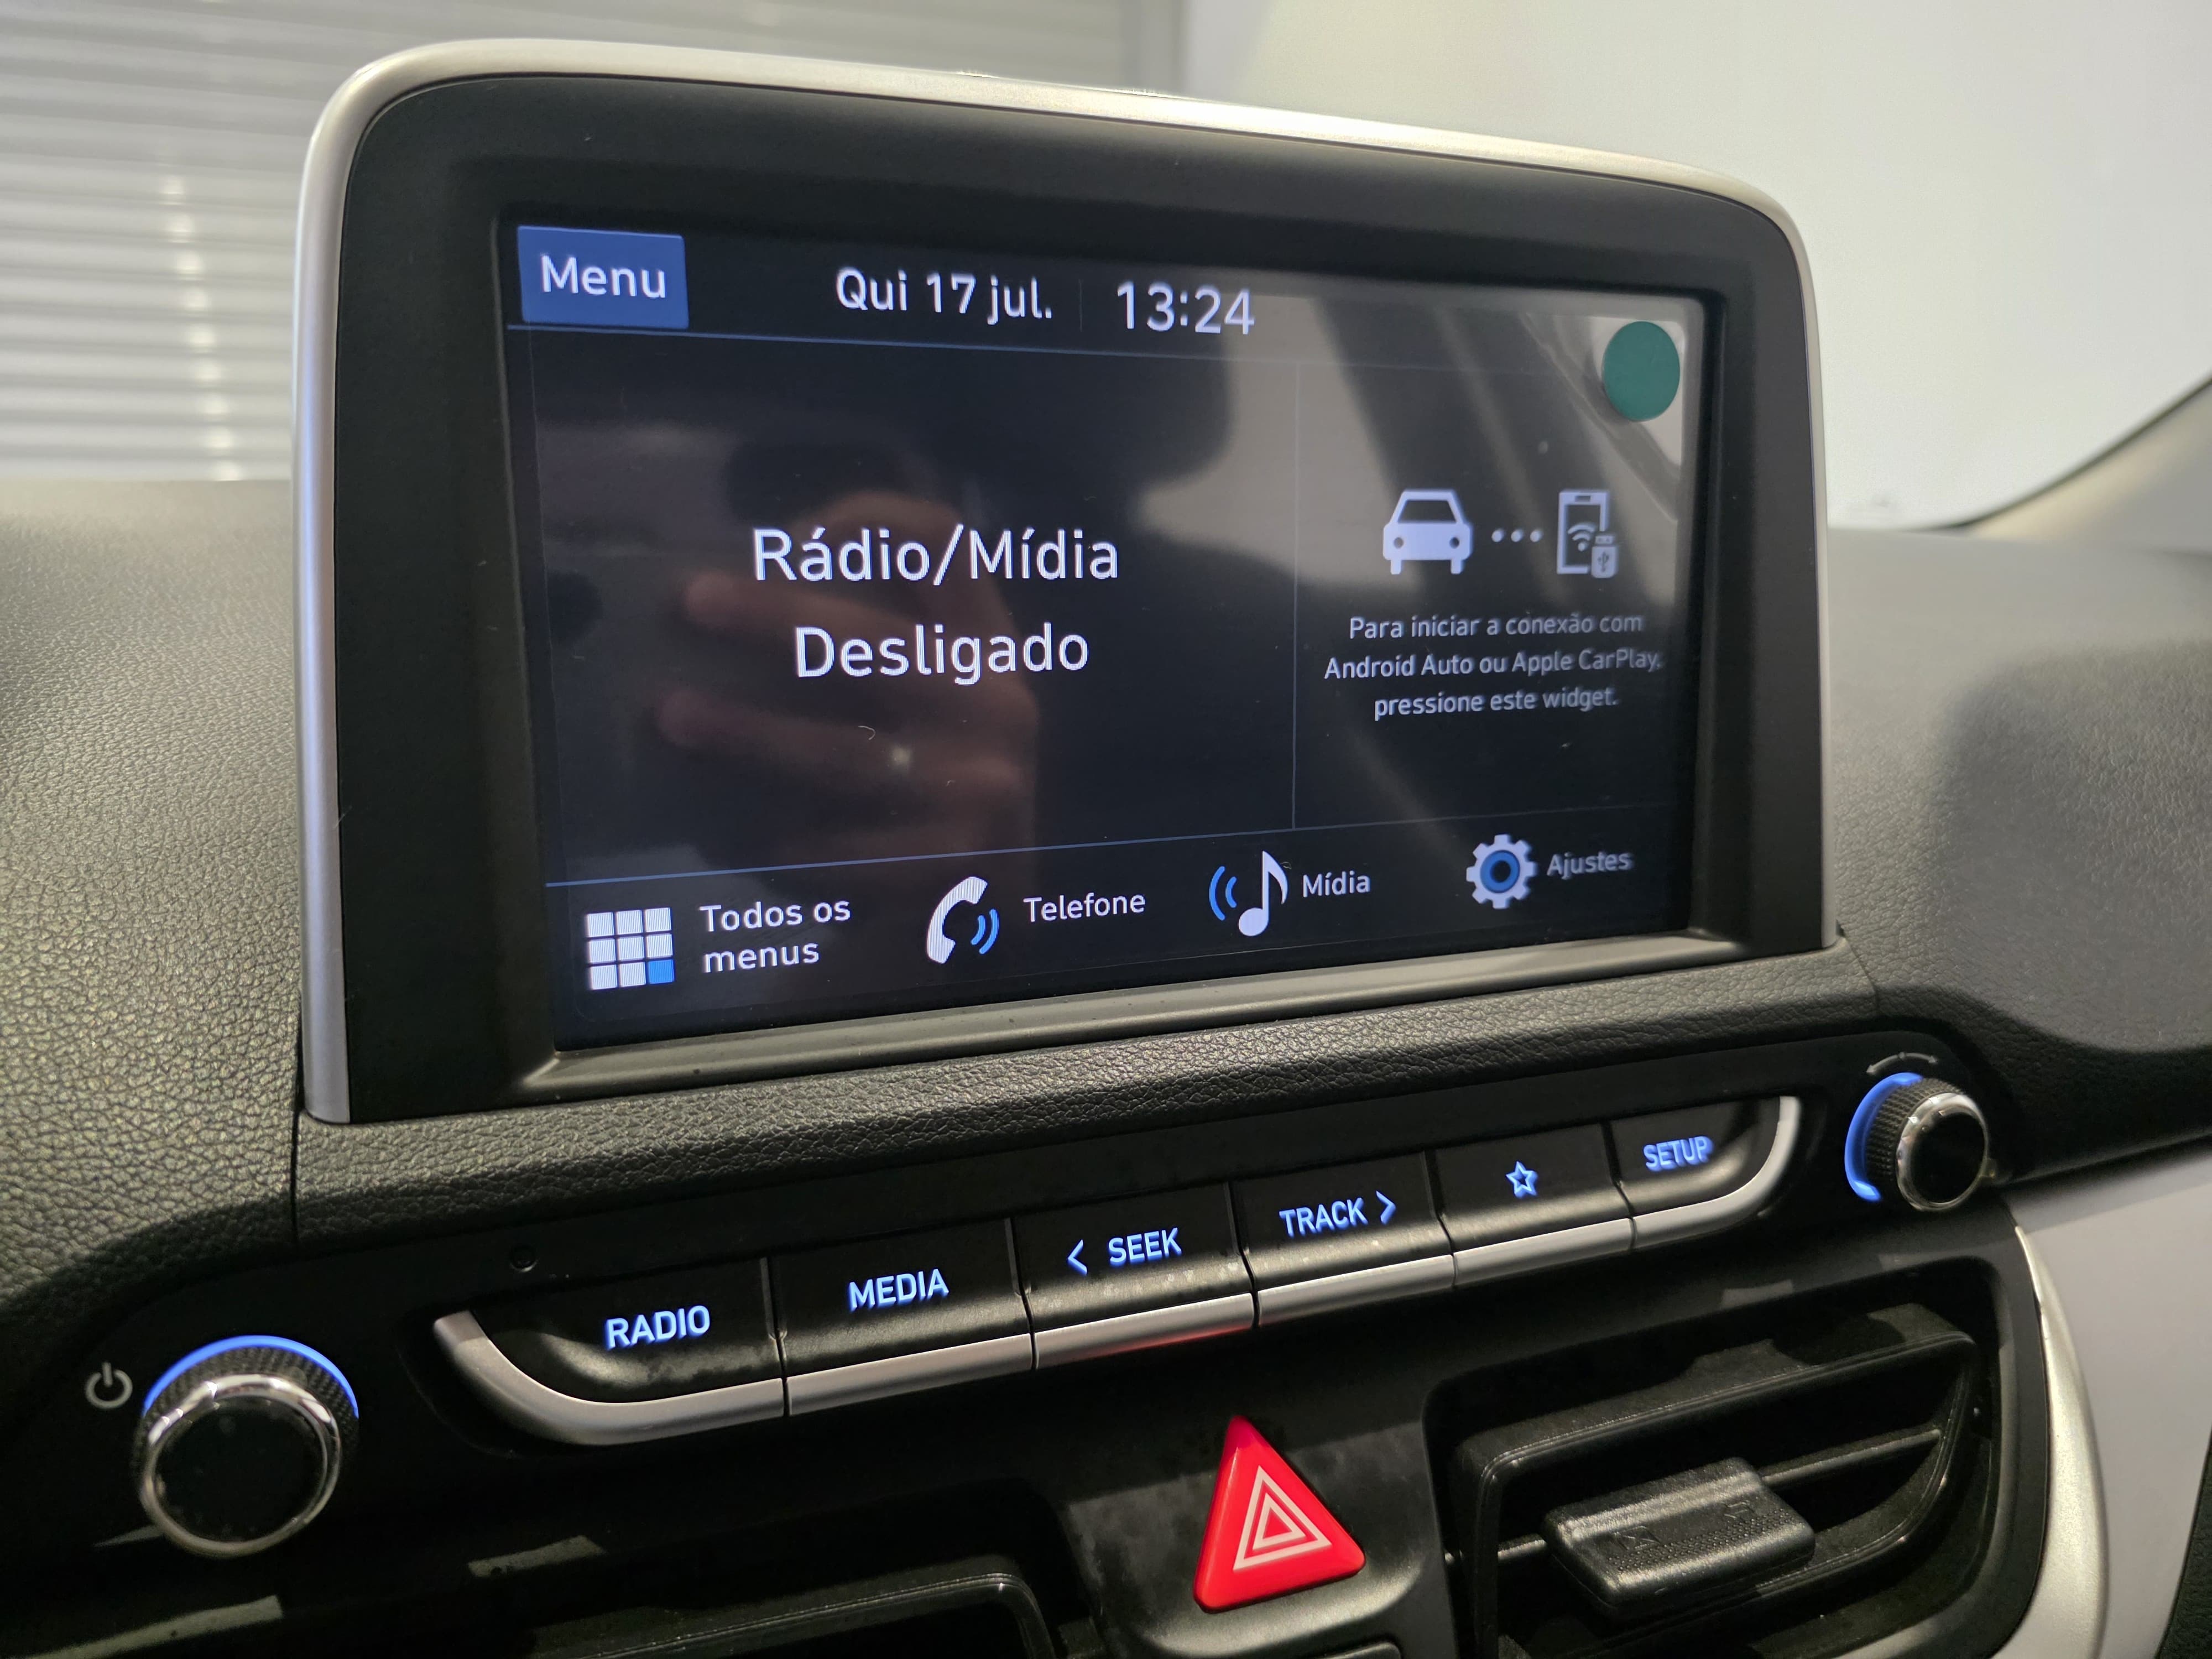 Menu
Qui 17 jul.
13:24
Rádio/Mídia
Desligado
Para iniciar a conexão com
Android Auto ou Apple CarPlay,
pressione este widget.
Todos os
menus
Telefone
Mídia
Ajustes
RADIO
MEDIA
< SEEK
TRACK >
SETUP